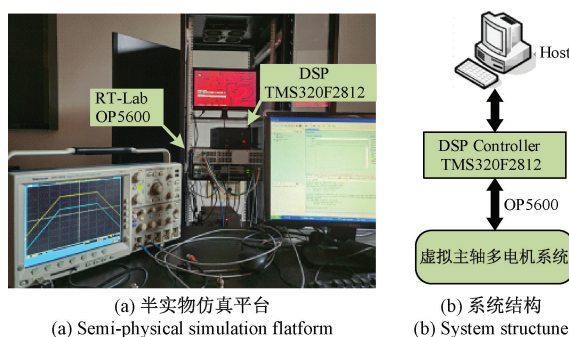 DSP
TMS320F2812
RT-Lab
OP5600
Host
DSP Controller
TMS320F2812
OP5600
虚拟主轴多电机系统
(a) 半实物仿真平台
(a) Semi-physical simulation flatform
(b) 系统结构
(b) System structune